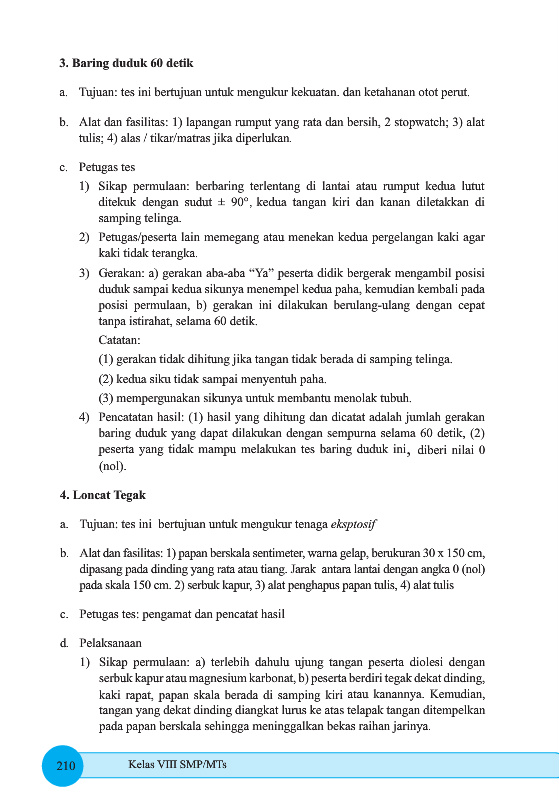 3. Baring duduk 60 detik
a. Tujuan: tes ini bertujuan untuk mengukur kekuatan. dan ketahanan otot perut.
b. Alat dan fasilitas: 1) lapangan rumput yang rata dan bersih, 2 stopwatch; 3) alat
tulis; 4) alas / tikar/matras jika diperlukan.
c. Petugas tes
1) Sikap permulaan: berbaring terlentang di lantai atau rumput kedua lutut
ditekuk dengan sudut ± 90°, kedua tangan kiri dan kanan diletakkan di
samping telinga.
2) Petugas/peserta lain memegang atau menekan kedua pergelangan kaki agar
kaki tidak terangka.
3) Gerakan: a) gerakan aba-aba “Ya” peserta didik bergerak mengambil posisi
duduk sampai kedua sikunya menempel kedua paha, kemudian kembali pada
posisi permulaan, b) gerakan ini dilakukan berulang-ulang dengan cepat
tanpa istirahat, selama 60 detik.
Catatan:
(1) gerakan tidak dihitung jika tangan tidak berada di samping telinga.
(2) kedua siku tidak sampai menyentuh paha.
(3) mempergunakan sikunya untuk membantu menolak tubuh.
4) Pencatatan hasil: (1) hasil yang dihitung dan dicatat adalah jumlah gerakan
baring duduk yang dapat dilakukan dengan sempurna selama 60 detik, (2)
peserta yang tidak mampu melakukan tes baring duduk ini, diberi nilai 0
(nol).
4. Loncat Tegak
a. Tujuan: tes ini bertujuan untuk mengukur tenaga eksptosif
b. Alat dan fasilitas: 1) papan berskala sentimeter, warna gelap, berukuran 30 x 150 cm,
dipasang pada dinding yang rata atau tiang. Jarak antara lantai dengan angka 0 (nol)
pada skala 150 cm. 2) serbuk kapur, 3) alat penghapus papan tulis, 4) alat tulis
c. Petugas tes: pengamat dan pencatat hasil
d. Pelaksanaan
1) Sikap permulaan: a) terlebih dahulu ujung tangan peserta diolesi dengan
serbuk kapur atau magnesium karbonat, b) peserta berdiri tegak dekat dinding,
kaki rapat, papan skala berada di samping kiri atau kanannya. Kemudian,
tangan yang dekat dinding diangkat lurus ke atas telapak tangan ditempelkan
pada papan berskala sehingga meninggalkan bekas raihan jarinya.
210 Kelas VIII SMP/MTs